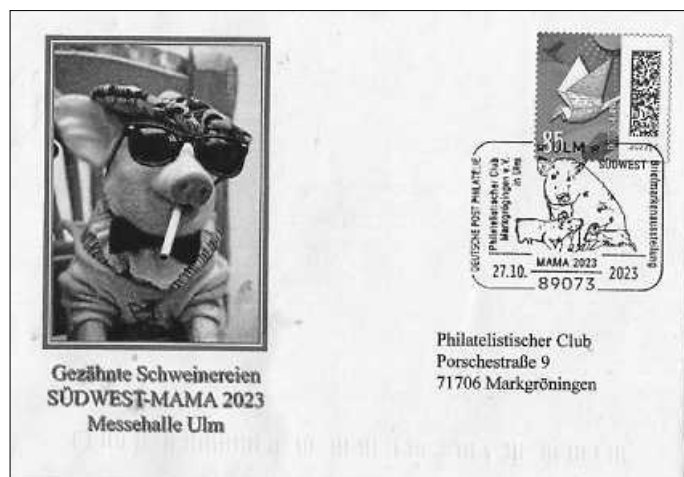 Gezähnte Schweinereien
SÜDWEST-MAMA 2023
Messehalle Ulm
85
ULM
SÜDWEST
Briefmarkenausstellung
DEUTSCHE POST PHILATELIE
Philatelistischer Club
Markgröningen e.V.
in Ulm
MAMA 2023
27.10.
2023
89073
Philatelistischer Club
Porschestraße 9
71706 Markgröningen